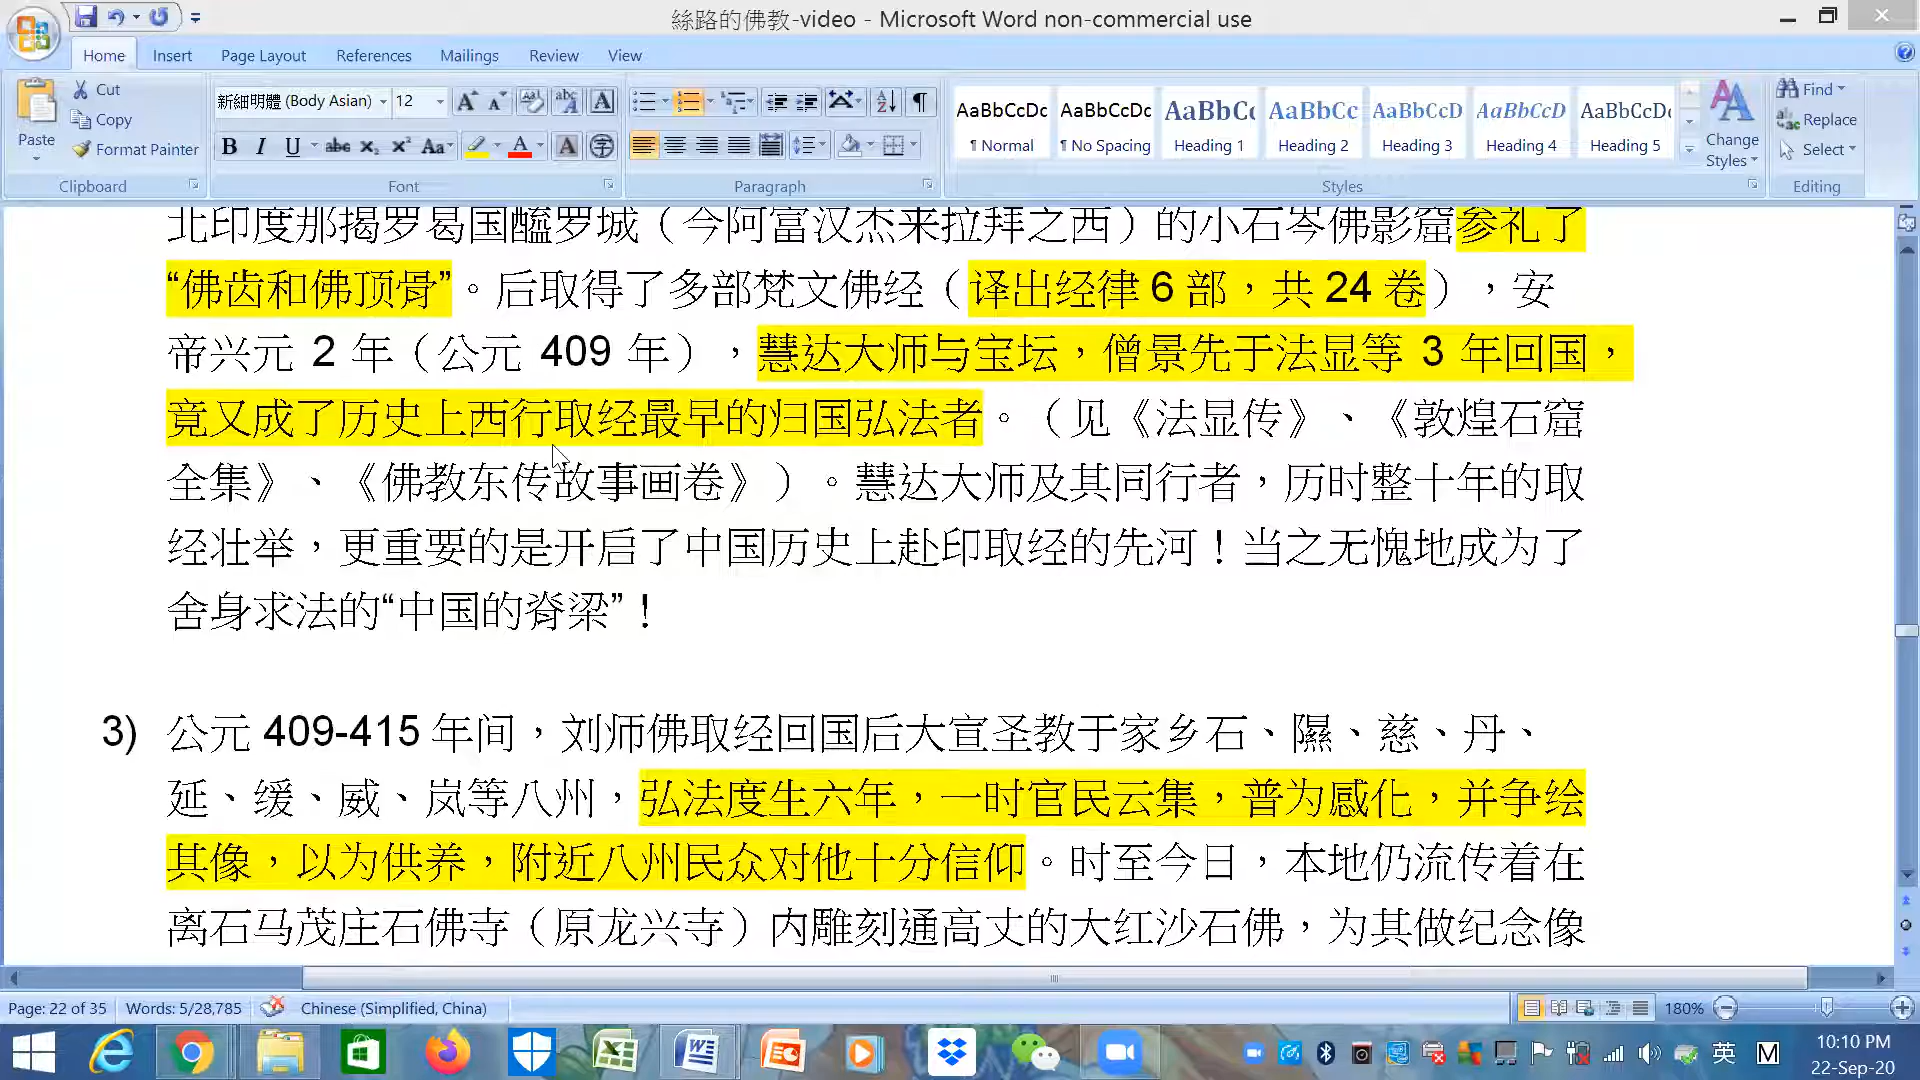 絲路的佛教-video - Microsoft Word non-commercial use
Home Insert Page Layout References Mailings Review View
Paste
Cut
Copy
Format Painter
Clipboard
新細明體 (Body Asian) 12
Font
Paragraph
AaBbCcDc AaBbCcDc AaBbCc AaBbCc AaBbCcD AaBbCcD AaBbCcDc
¶ Normal ¶ No Spacing Heading 1 Heading 2 Heading 3 Heading 4 Heading 5
Change Styles
Styles
Find
Replace
Select
Editing
北印度那揭罗曷国醯罗城（今阿富汉杰来拉拜之西）的小石岑佛影窟参礼了
“佛齿和佛顶骨”。后取得了多部梵文佛经（译出经律 6 部，共 24 卷），安
帝兴元 2 年（公元 409 年），慧达大师与宝坛，僧景先于法显等 3 年回国，
竟又成了历史上西行取经最早的归国弘法者。（见《法显传》、《敦煌石窟
全集》、《佛教东传故事画卷》）。慧达大师及其同行者，历时整十年的取
经壮举，更重要的是开启了中国历史上赴印取经的先河！当之无愧地成为了
舍身求法的“中国的脊梁”！
3) 公元 409-415 年间，刘师佛取经回国后大宣圣教于家乡石、隰、慈、丹、
延、缓、威、岚等八州，弘法度生六年，一时官民云集，普为感化，并争绘
其像，以为供养，附近八州民众对他十分信仰。时至今日，本地仍流传着在
离石马茂庄石佛寺（原龙兴寺）内雕刻通高丈的大红沙石佛，为其做纪念像
Page: 22 of 35 Words: 5/28,785 Chinese (Simplified, China) 180%
英 M
10:10 PM
22-Sep-20